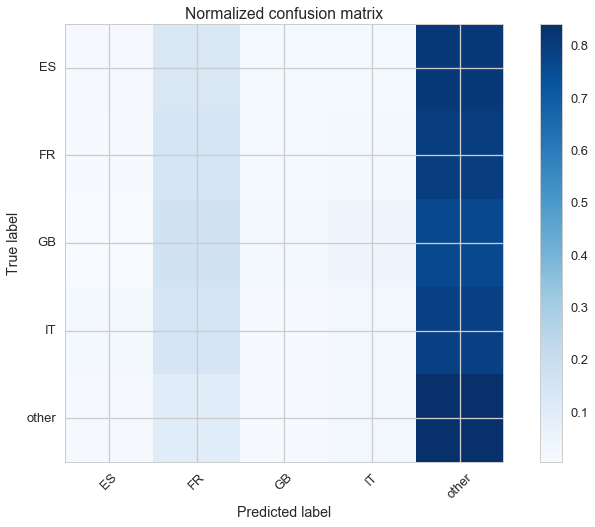 Normalized confusion matrix
True label
ES
FR
GB
IT
other
ES
FR
GB
IT
other
Predicted label
0.8
0.7
0.6
0.5
0.4
0.3
0.2
0.1